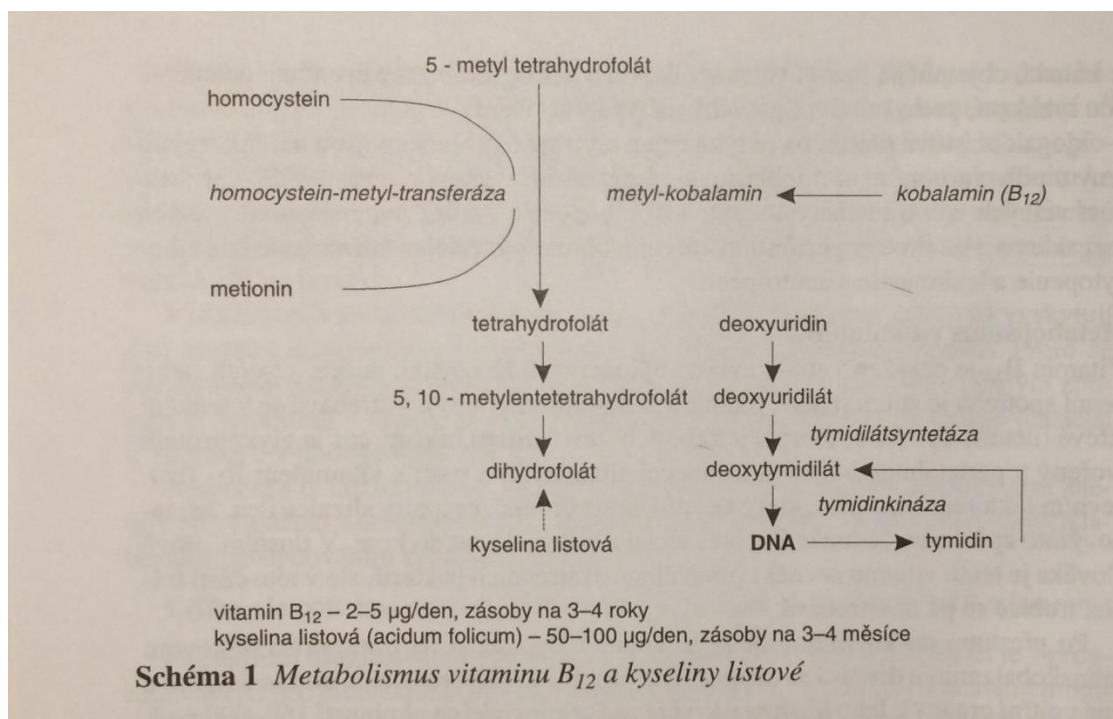 5 - metyl tetrahydrofolát
homocystein
homocystein-metyl-transferáza
metyl-kobalamin
kobalamin (B₁₂)
metionin
tetrahydrofolát
deoxyuridin
5, 10 - metylentetetrahydrofolát
deoxyuridilát
tymidilátsyntetáza
dihydrofolát
deoxytymidilát
tymidinkináza
kyselina listová
DNA
tymidin
vitamin B₁₂ – 2–5 µg/den, zásoby na 3–4 roky
kyselina listová (acidum folicum) – 50–100 µg/den, zásoby na 3–4 měsíce
Schéma 1 Metabolismus vitaminu B₁₂ a kyseliny listové